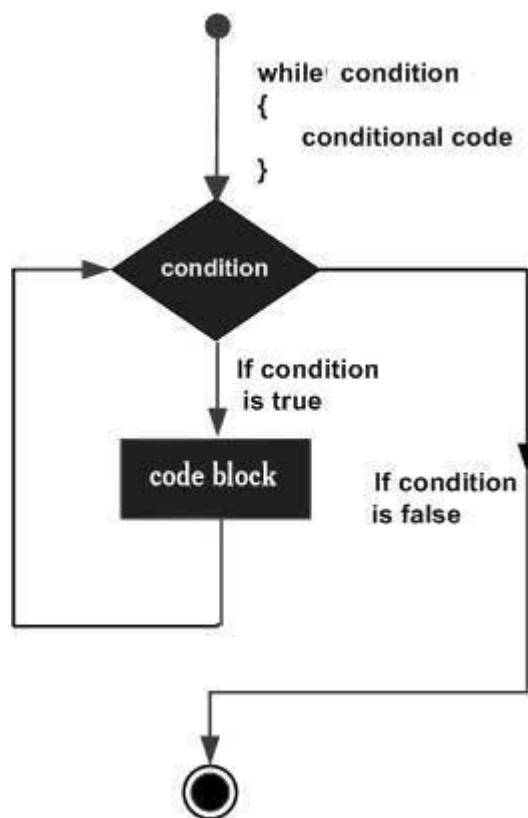 while condition
{
conditional code
}
condition
If condition
is true
code block
If condition
is false